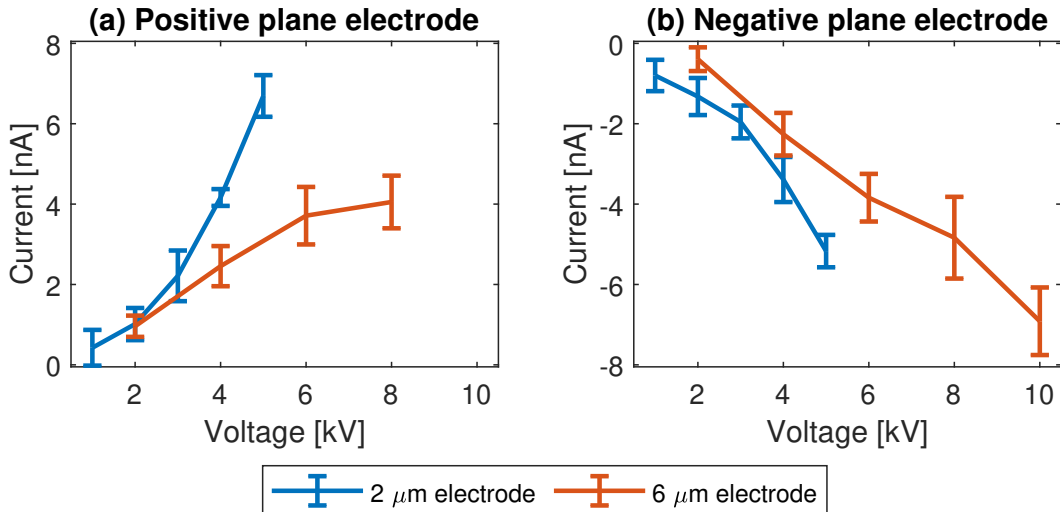 (a) Positive plane electrode
8
6
4
2
0
Current [nA]
2
4
6
8
10
Voltage [kV]
(b) Negative plane electrode
0
-2
-4
-6
-8
Current [nA]
2
4
6
8
10
Voltage [kV]
2 μm electrode
6 μm electrode